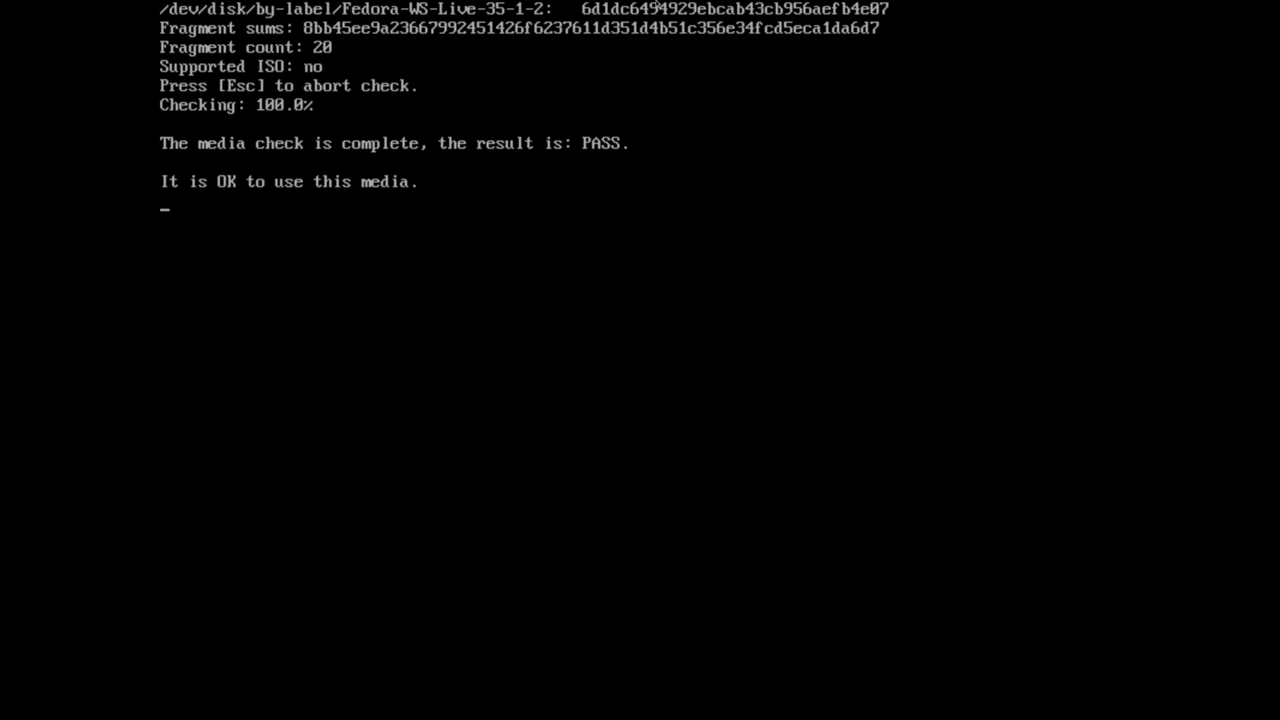 /dev/disk/by-label/Fedora-WS-Live-35-1-2:   6d1dc6494929ebcab43cb956aefb4e07
Fragment sums: 8bb45ee9a23667992451426f6237611d351d4b51c356e34fcd5eca1da6d7
Fragment count: 20
Supported ISO: no
Press [Esc] to abort check.
Checking: 100.0%
The media check is complete, the result is: PASS.
It is OK to use this media.
_